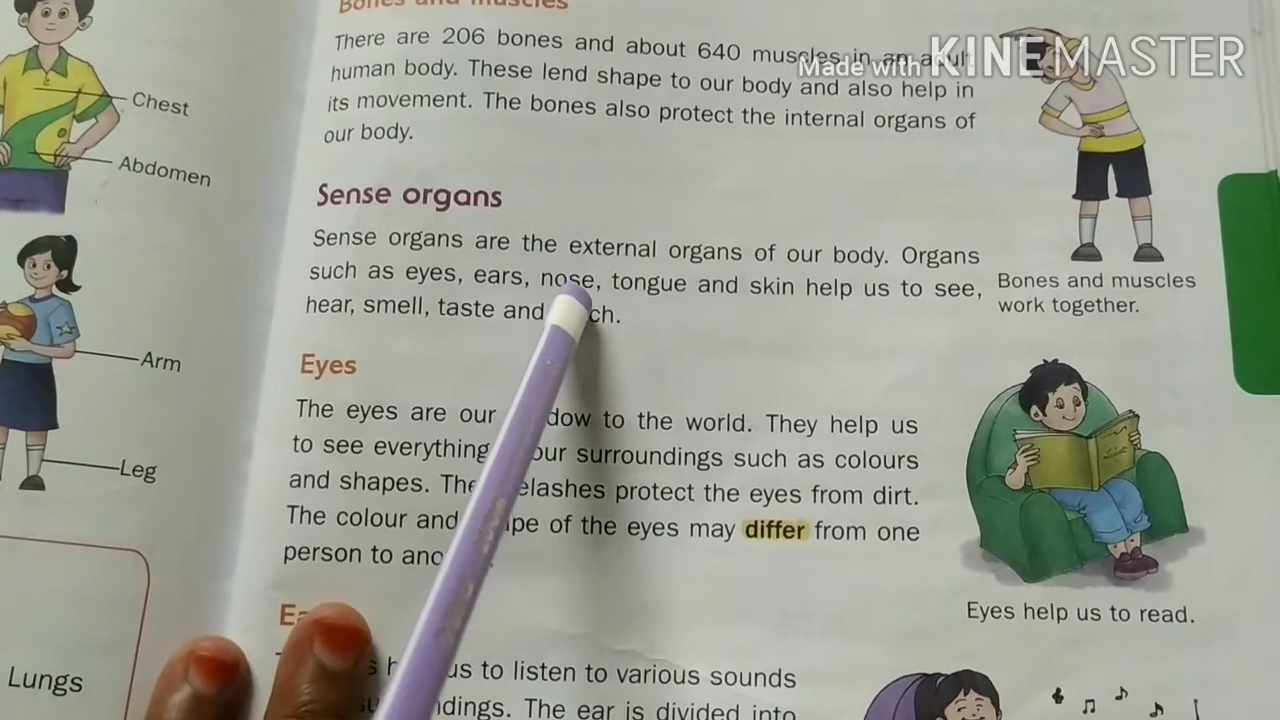 Chest
Abdomen
Arm
Leg
Lungs
Bones and muscles
There are 206 bones and about 640 muscles in an adult
human body. These lend shape to our body and also help in
its movement. The bones also protect the internal organs of
our body.
Sense organs
Sense organs are the external organs of our body. Organs
such as eyes, ears, nose, tongue and skin help us to see,
hear, smell, taste and
Eyes
The eyes are our to the world. They help us
to see everything our surroundings such as colours
and shapes. The protect the eyes from dirt.
The colour and of the eyes may differ from one
person to
us to listen to various sounds
The ear is divided into
Bones and muscles
work together.
Eyes help us to read.
Made with KINEMASTER